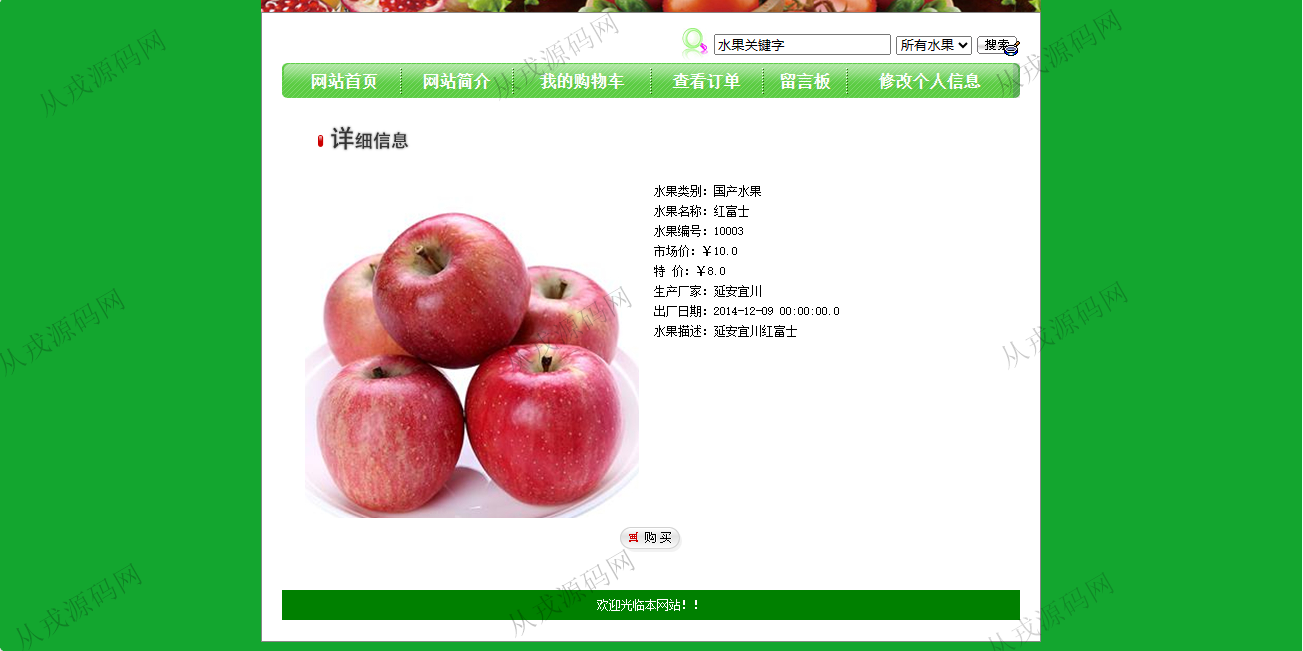 水果关键字 所有水果 搜索
网站首页 网站简介 我的购物车 查看订单 留言板 修改个人信息
详细信息
水果类别：国产水果
水果名称：红富士
水果编号：10003
市场价：￥10.0
特 价：￥8.0
生产厂家：延安宜川
出厂日期：2014-12-09 00:00:00.0
水果描述：延安宜川红富士
购 买
欢迎光临本网站！！
从戎源码网
从戎源码网
从戎源码网
从戎源码网
从戎源码网
从戎源码网
从戎源码网
从戎源码网
从戎源码网